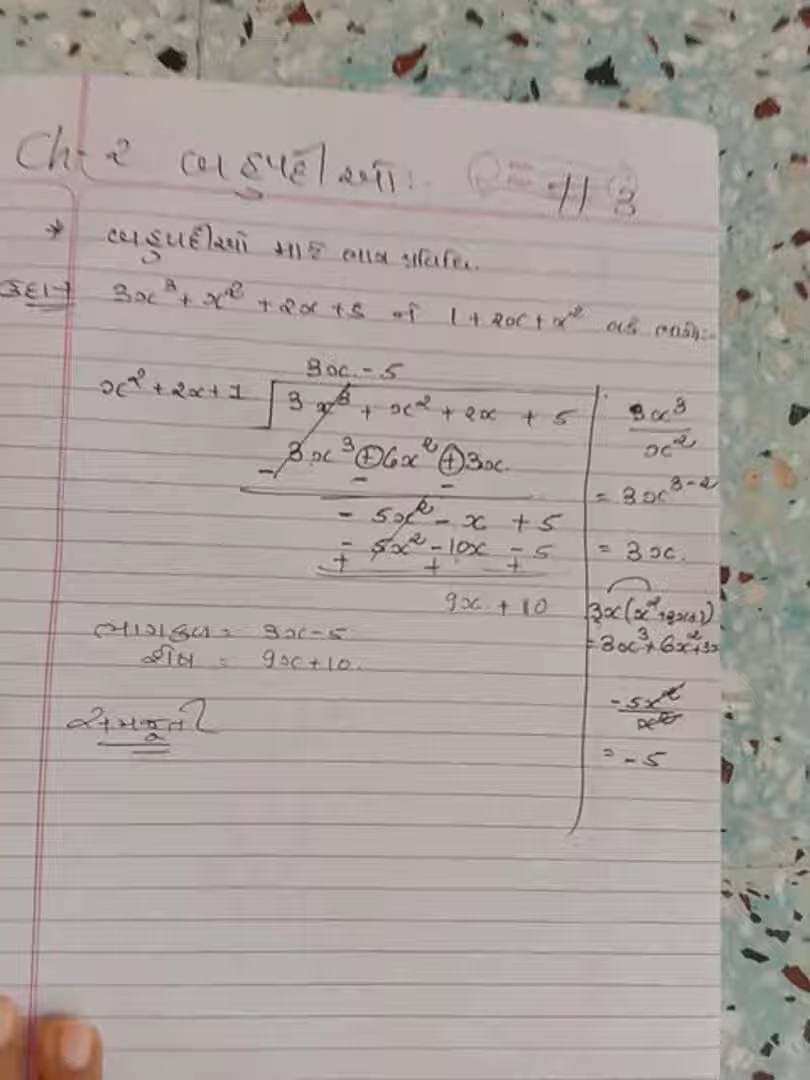 Ch-2 બહુપદીઓ:
* બહુપદીઓ માટે ભાગ પ્રવિધિ.
ઉદા-7 3x³ + x² + 2x + 5 ને 1 + 2x + x² વડે ભાગો:-
3x - 5
x² + 2x + 1 3x³ + x² + 2x + 5
- 3x³ + 6x² + 3x
- -
- 5x² - x + 5
- 5x² - 10x - 5
+ + +
9x + 10
ભાગફળ = 3x - 5
શેષ = 9x + 10.
સમજુતી
3x³
x²
= 3x³⁻²
= 3x.
3x(x² + 2x + 1)
= 3x³ + 6x² + 3x
-5x²
x²
= -5